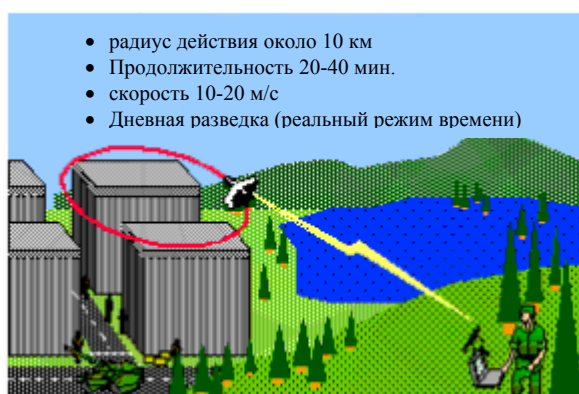 • радиус действия около 10 км
• Продолжительность 20-40 мин.
• скорость 10-20 м/с
• Дневная разведка (реальный режим времени)